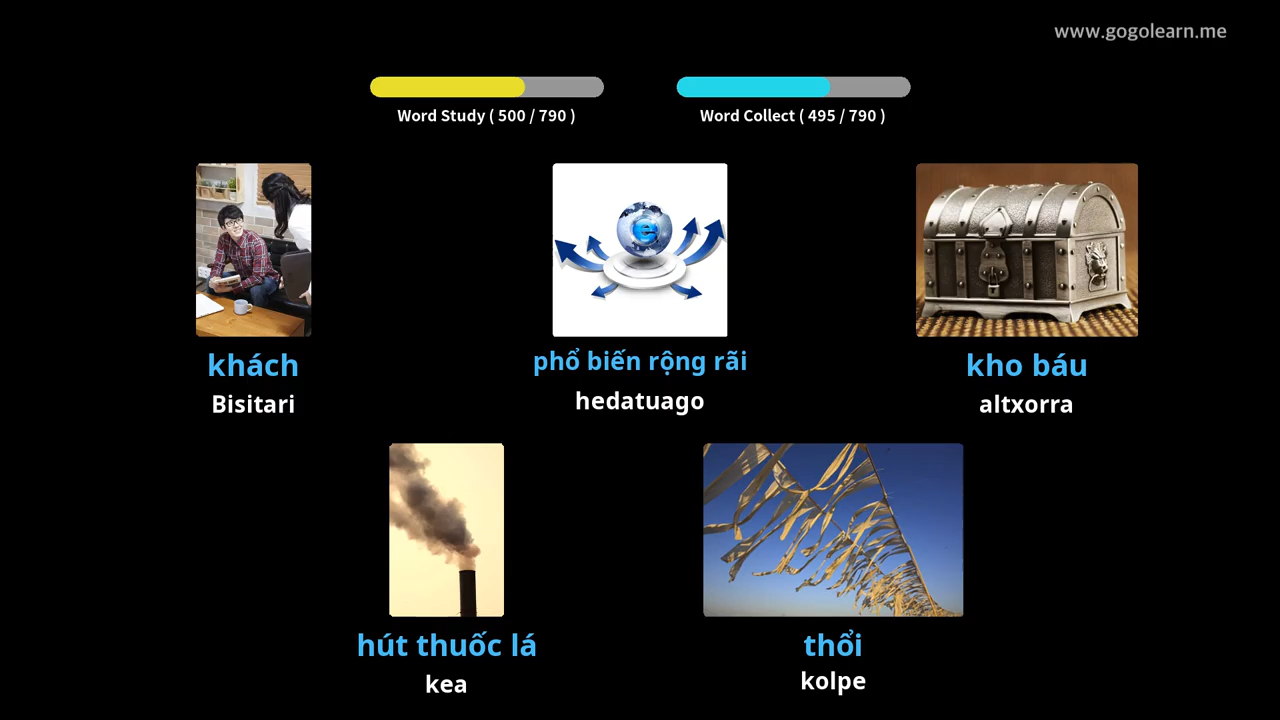 www.gogolearn.me
Word Study ( 500 / 790 )
Word Collect ( 495 / 790 )
khách
Bisitari
phổ biến rộng rãi
hedatuago
kho báu
altxorra
e
hút thuốc lá
kea
thổi
kolpe